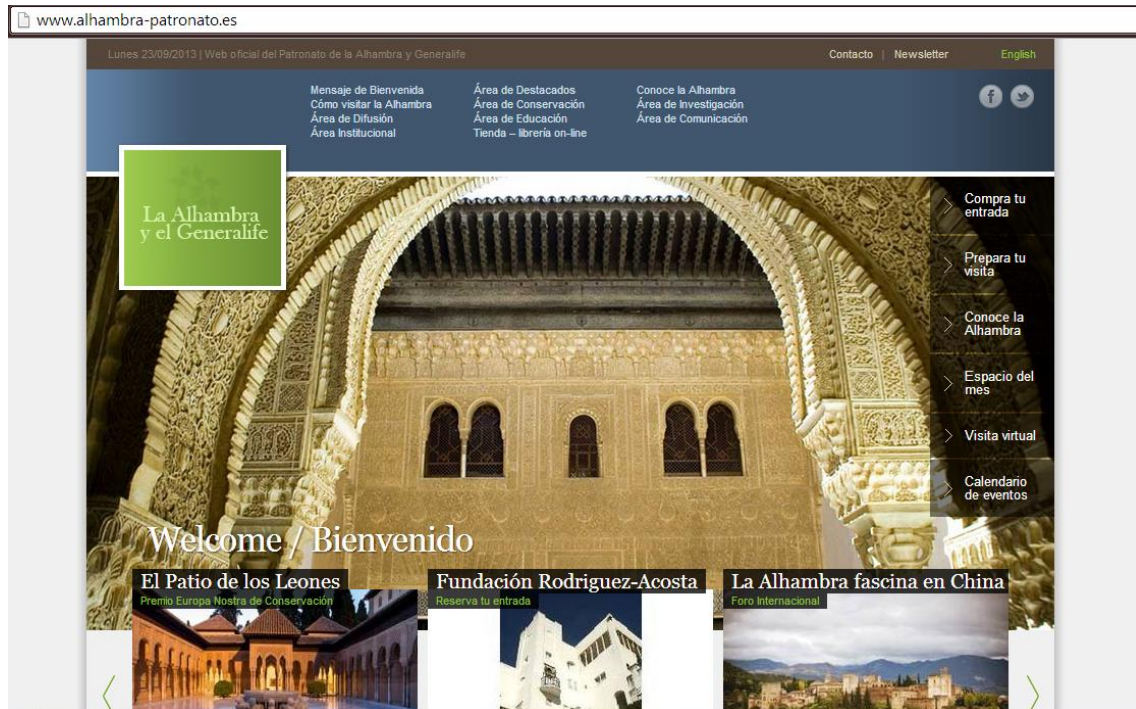 www.alhambra-patronato.es
Lunes 23/09/2013 | Web oficial del Patronato de la Alhambra y Generalife
Contacto | Newsletter
English
Mensaje de Bienvenida
Cómo visitar la Alhambra
Área de Difusión
Área Institucional
Área de Destacados
Área de Conservación
Área de Educación
Tienda – librería on-line
Conoce la Alhambra
Área de Investigación
Área de Comunicación
La Alhambra
y el Generalife
Compra tu
entrada
Prepara tu
visita
Conoce la
Alhambra
Espacio del
mes
Visita virtual
Calendario
de eventos
Welcome / Bienvenido
El Patio de los Leones
Premio Europa Nostra de Conservación
Fundación Rodriguez-Acosta
Reserva tu entrada
La Alhambra fascina en China
Foro Internacional